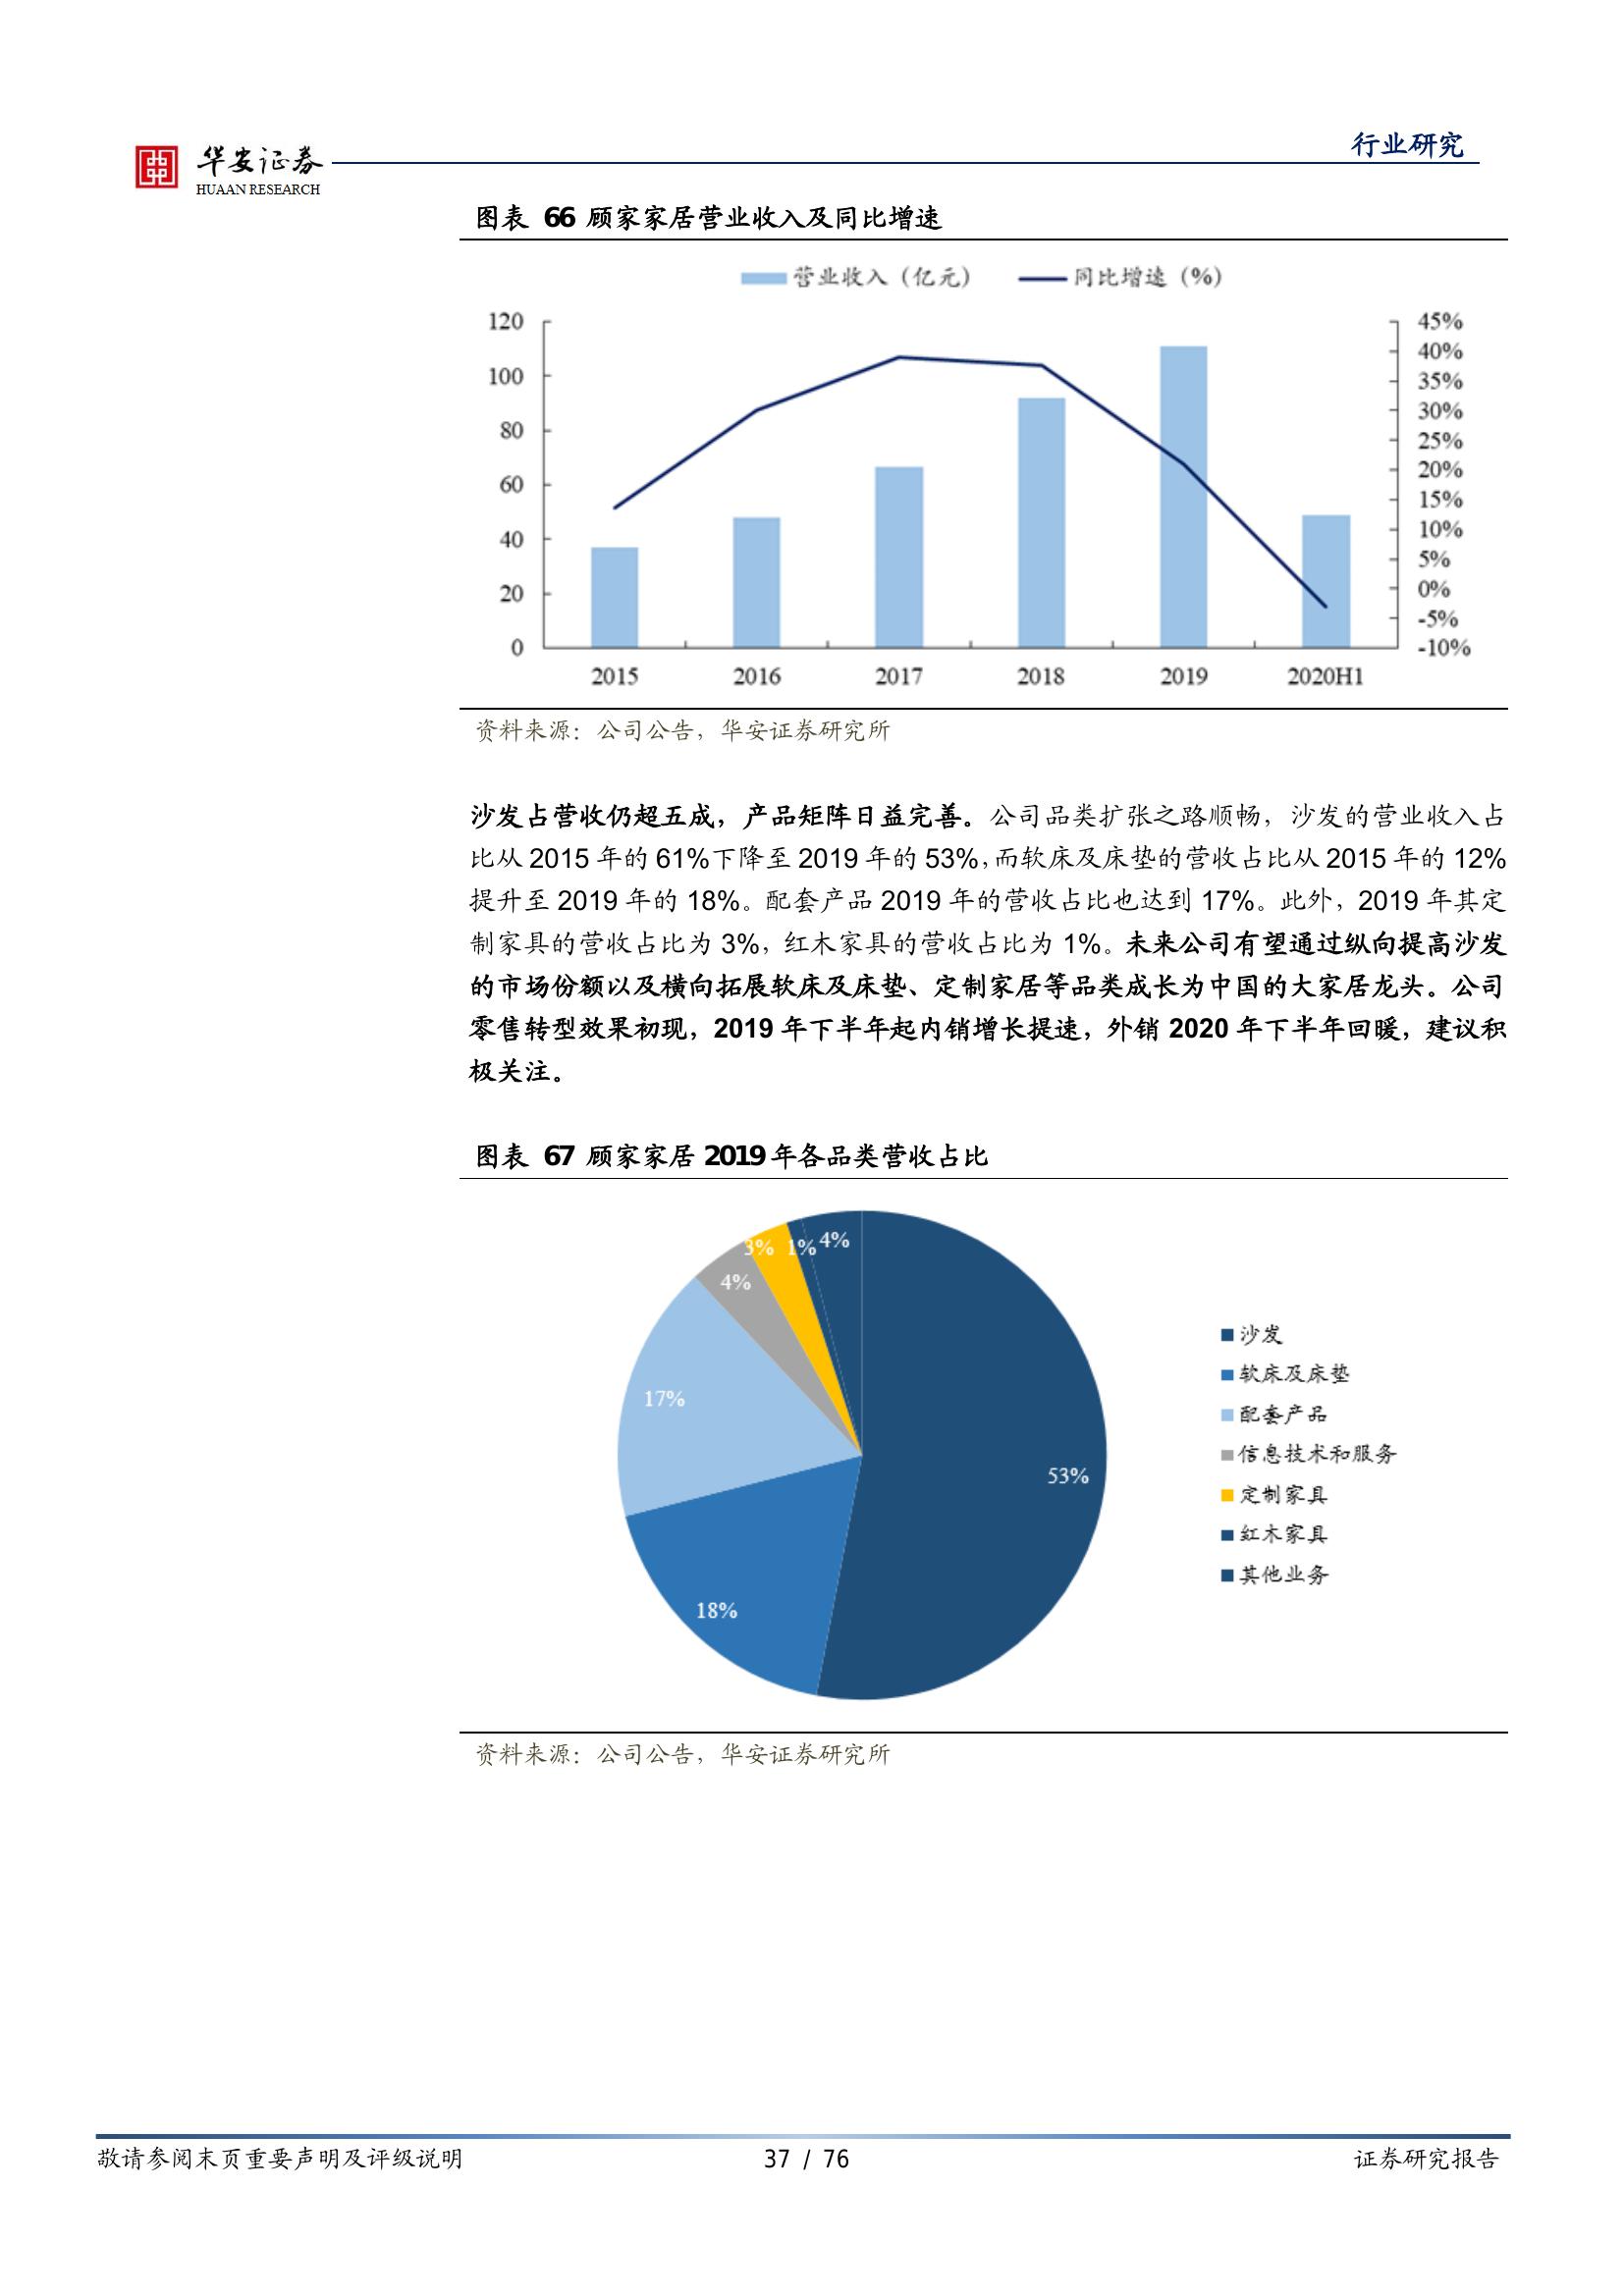 华安证券
HUAAN RESEARCH
行业研究
图表 66 顾家家居营业收入及同比增速
营业收入（亿元） 同比增速（%）
120
100
80
60
40
20
0
45%
40%
35%
30%
25%
20%
15%
10%
5%
0%
-5%
-10%
2015 2016 2017 2018 2019 2020H1
资料来源：公司公告，华安证券研究所
沙发占营收仍超五成，产品矩阵日益完善。公司品类扩张之路顺畅，沙发的营业收入占
比从 2015 年的 61%下降至 2019 年的 53%，而软床及床垫的营收占比从 2015 年的 12%
提升至 2019 年的 18%。配套产品 2019 年的营收占比也达到 17%。此外，2019 年其定
制家具的营收占比为 3%，红木家具的营收占比为 1%。未来公司有望通过纵向提高沙发
的市场份额以及横向拓展软床及床垫、定制家居等品类成长为中国的大家居龙头。公司
零售转型效果初现，2019 年下半年起内销增长提速，外销 2020 年下半年回暖，建议积
极关注。
图表 67 顾家家居 2019 年各品类营收占比
53%
18%
17%
4%
3%
1%
4%
沙发
软床及床垫
配套产品
信息技术和服务
定制家具
红木家具
其他业务
资料来源：公司公告，华安证券研究所
敬请参阅末页重要声明及评级说明 37 / 76 证券研究报告